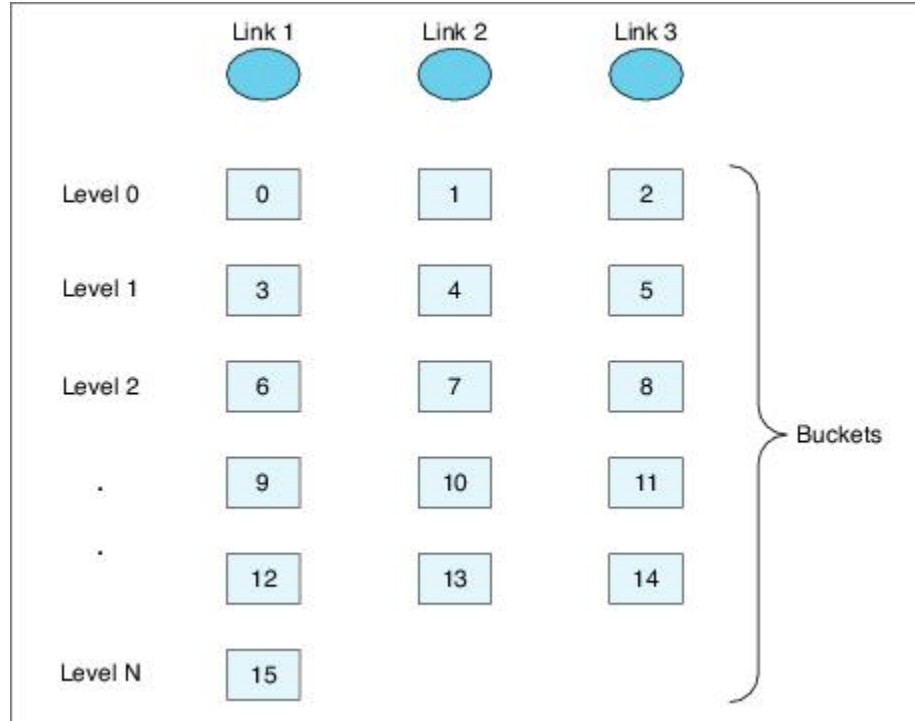 Link 1 Link 2 Link 3
Level 0 0 1 2
Level 1 3 4 5
Level 2 6 7 8
. 9 10 11
Buckets
. 12 13 14
Level N 15